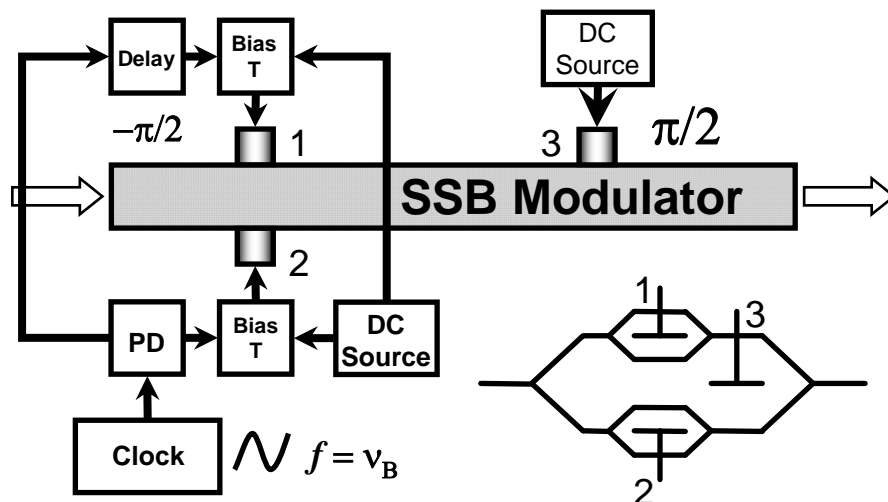 Delay
Bias
T
DC
Source
−π/2
1
3
π/2
SSB Modulator
2
PD
Bias
T
DC
Source
Clock
f = νB
1
3
2